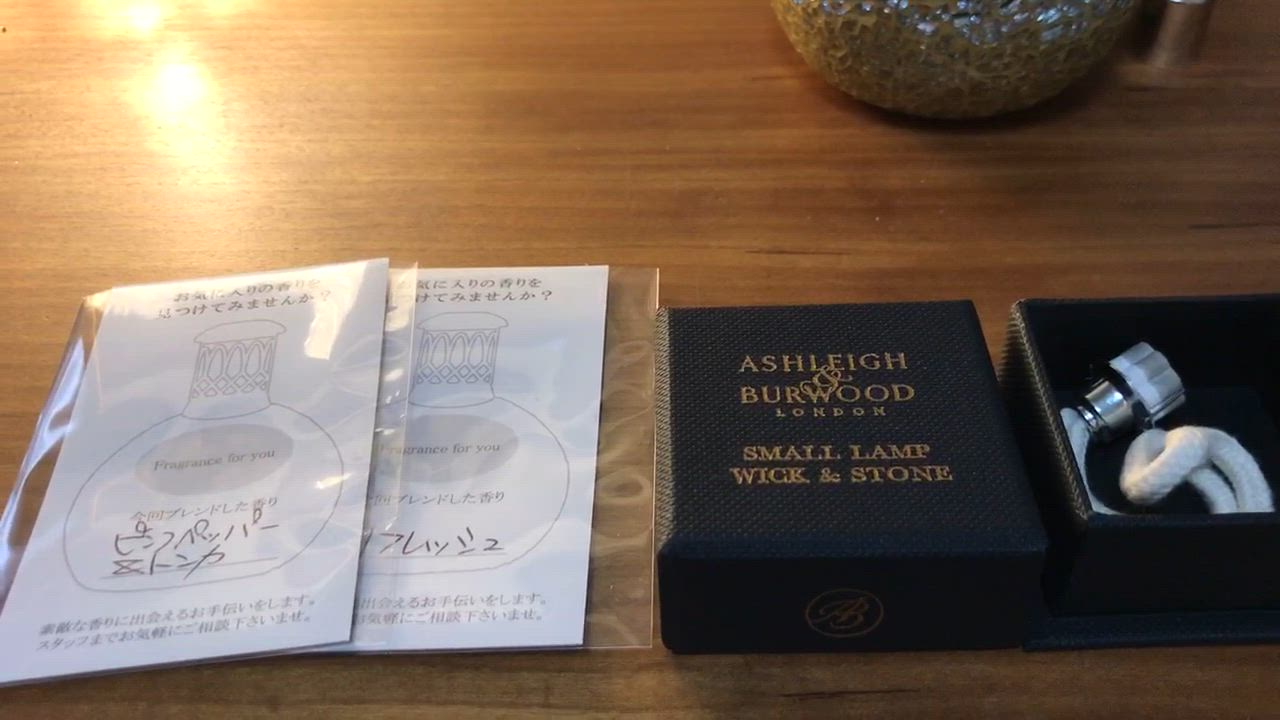 お気に入りの香りを
見つけてみませんか？
Fragrance for you
今回ブレンドした香り
ピンクペッパー
&トンカ
素敵な香りに出会えるお手伝いをします。
スタッフまでお気軽にご相談下さいませ。
気に入りの香りを
つけてみませんか？
Fragrance for you
回ブレンドした香り
フレッシュ
出会えるお手伝いをします。
お気軽にご相談下さいませ。
ASHLEIGH
&
BURWOOD
LONDON
SMALL LAMP
WICK & STONE
AB